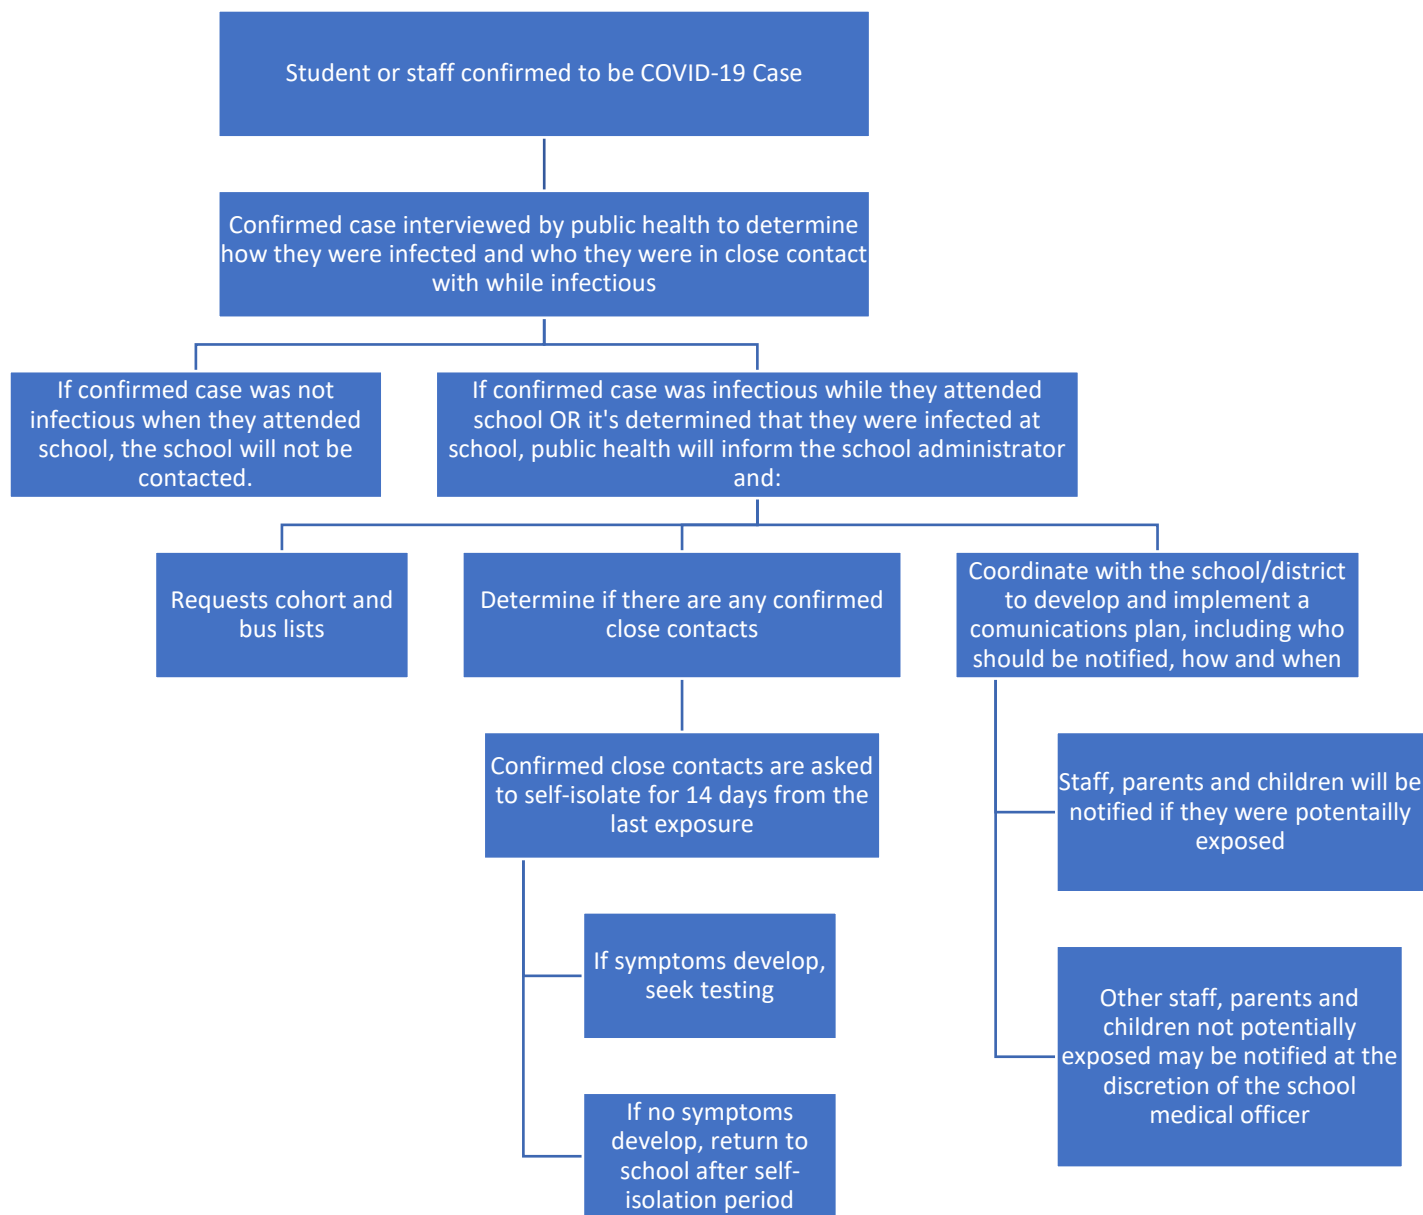 Student or staff confirmed to be COVID-19 Case
Confirmed case interviewed by public health to determine
how they were infected and who they were in close contact
with while infectious
If confirmed case was not
infectious when they attended
school, the school will not be
contacted.
If confirmed case was infectious while they attended
school OR it's determined that they were infected at
school, public health will inform the school administrator
and:
Requests cohort and
bus lists
Determine if there are any confirmed
close contacts
Coordinate with the school/district
to develop and implement a
comunications plan, including who
should be notified, how and when
Confirmed close contacts are asked
to self-isolate for 14 days from the
last exposure
Staff, parents and children will be
notified if they were potentailly
exposed
If symptoms develop,
seek testing
Other staff, parents and
children not potentially
exposed may be notified at the
discretion of the school
medical officer
If no symptoms
develop, return to
school after self-
isolation period